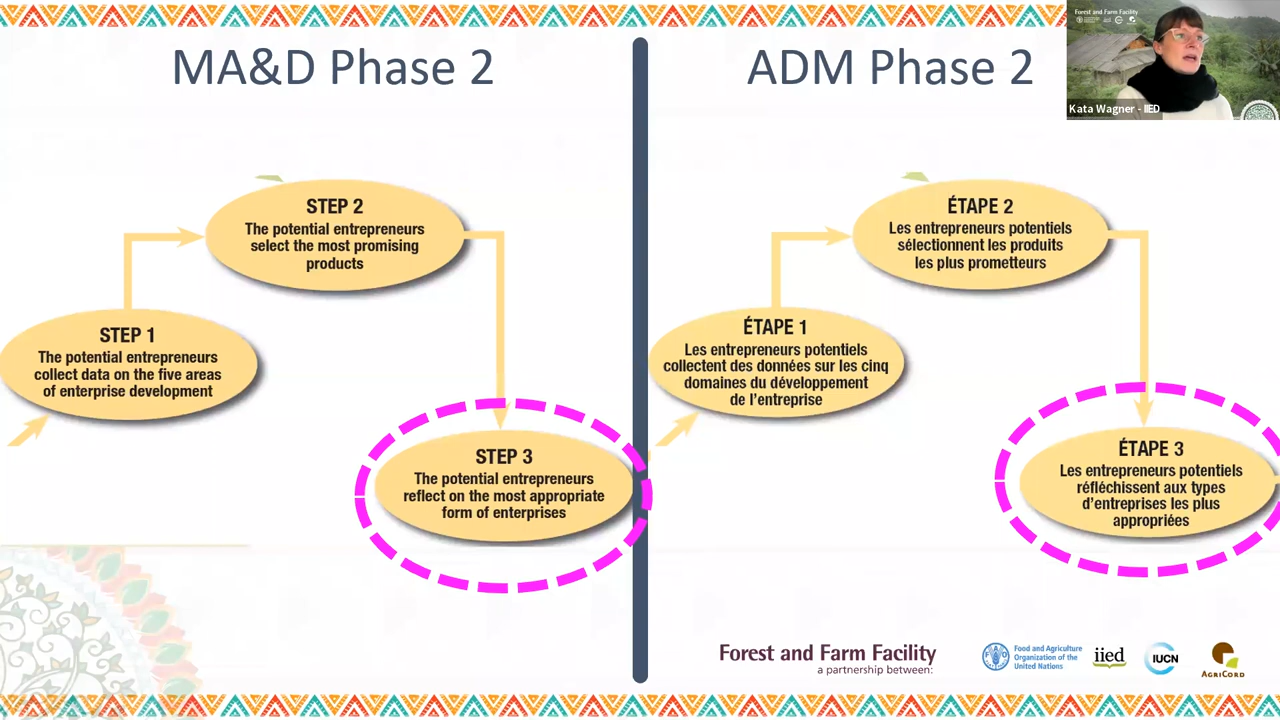 MA&D Phase 2
STEP 1
The potential entrepreneurs
collect data on the five areas
of enterprise development
STEP 2
The potential entrepreneurs
select the most promising
products
STEP 3
The potential entrepreneurs
reflect on the most appropriate
form of enterprises
ADM Phase 2
ÉTAPE 1
Les entrepreneurs potentiels
collectent des données sur les cinq
domaines du développement
de l'entreprise
ÉTAPE 2
Les entrepreneurs potentiels
sélectionnent les produits
les plus prometteurs
ÉTAPE 3
Les entrepreneurs potentiels
réfléchissent aux types
d'entreprises les plus
appropriées
Forest and Farm Facility
Kata Wagner - IIED
Forest and Farm Facility
a partnership between:
Food and Agriculture
Organization of the
United Nations
iied
IUCN
AGRICORD